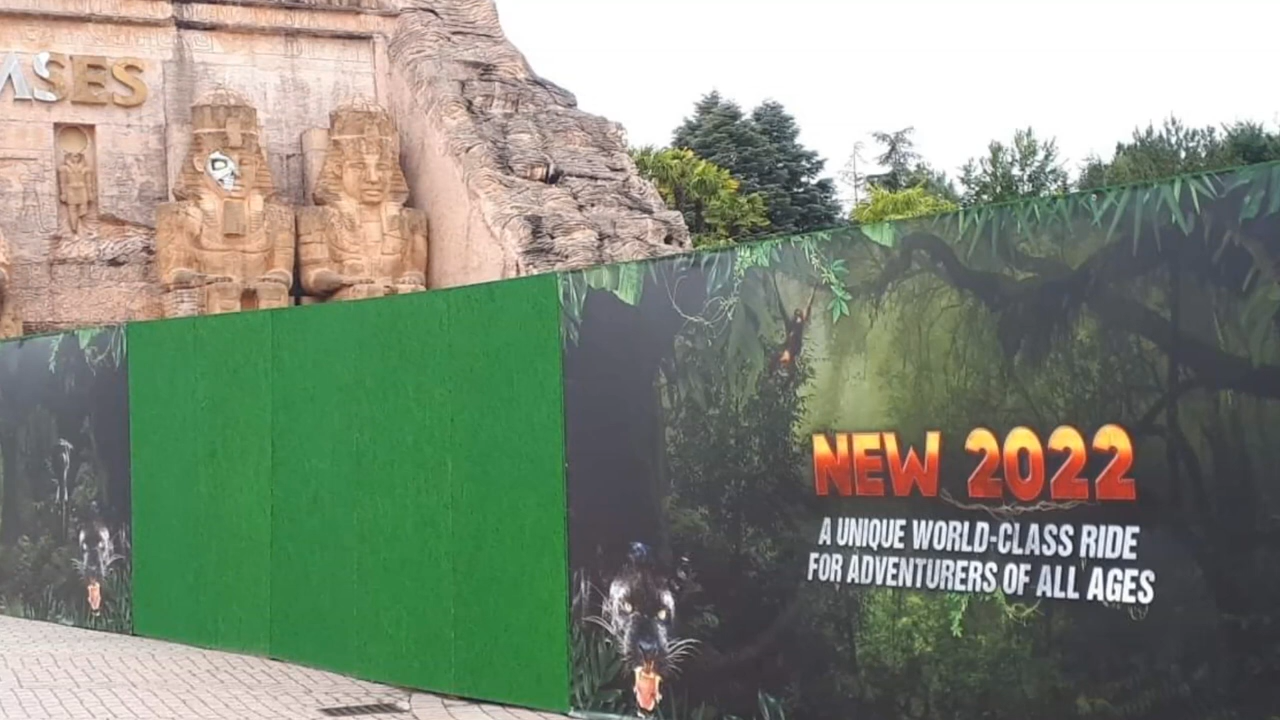 ASES
NEW 2022
A UNIQUE WORLD-CLASS RIDE
FOR ADVENTURERS OF ALL AGES